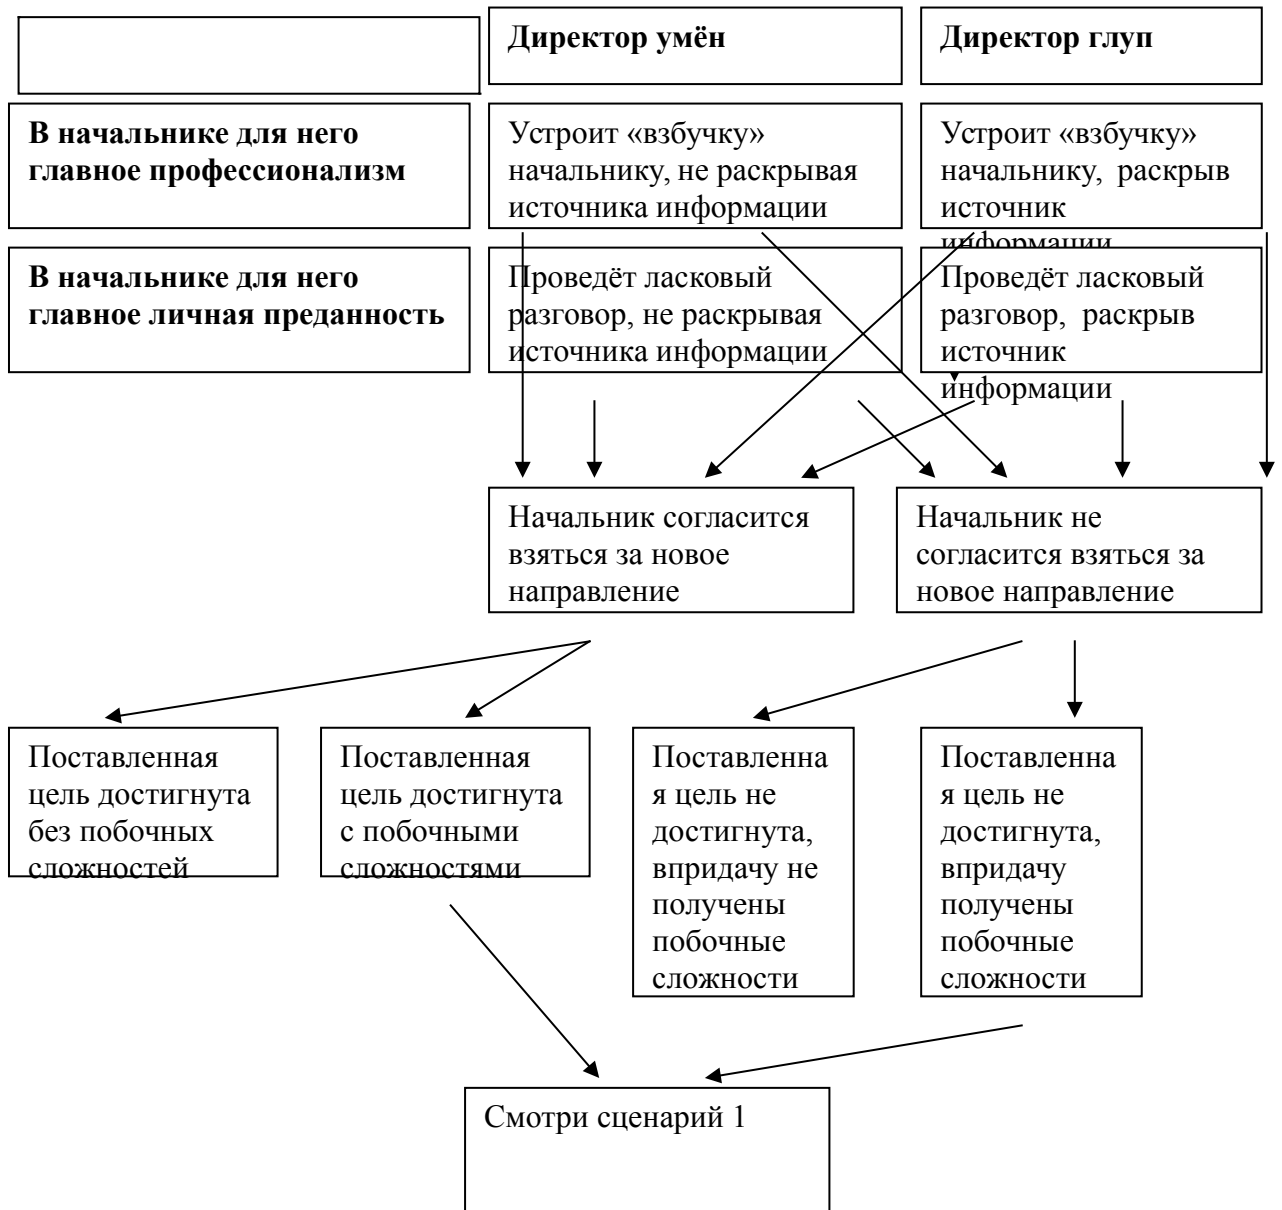 Директор умён
Директор глуп
В начальнике для него
главное профессионализм
Устроит «взбучку»
начальнику, не раскрывая
источника информации
Устроит «взбучку»
начальнику, раскрыв
источник
информации
В начальнике для него
главное личная преданность
Проведёт ласковый
разговор, не раскрывая
источника информации
Проведёт ласковый
разговор, раскрыв
источник
информации
Начальник согласится
взяться за новое
направление
Начальник не
согласится взяться за
новое направление
Поставленная
цель достигнута
без побочных
сложностей
Поставленная
цель достигнута
с побочными
сложностями
Поставленна
я цель не
достигнута,
впридачу не
получены
побочные
сложности
Поставленна
я цель не
достигнута,
впридачу
получены
побочные
сложности
Смотри сценарий 1